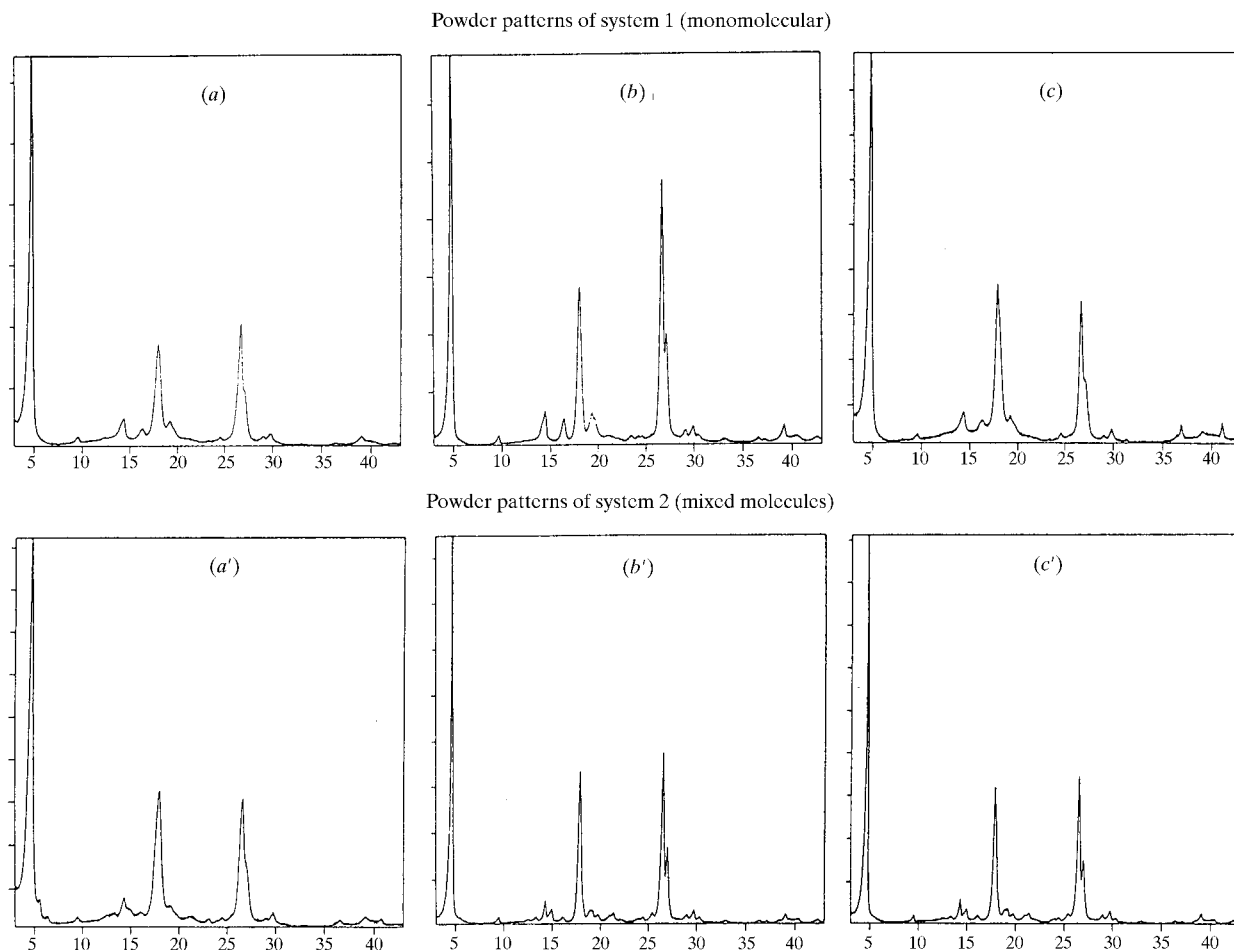 Powder patterns of system 1 (monomolecular)
(a) (b) (c)
5 10 15 20 25 30 35 40 5 10 15 20 25 30 35 40 5 10 15 20 25 30 35 40
Powder patterns of system 2 (mixed molecules)
(a′) (b′) (c′)
5 10 15 20 25 30 35 40 5 10 15 20 25 30 35 40 5 10 15 20 25 30 35 40